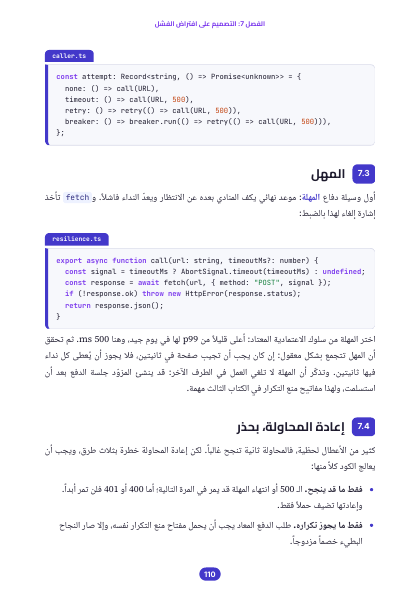 الفصل 7: التصميم على افتراض الفشل
caller.ts
const attempt: Record<string, () => Promise<unknown>> = {
  none: () => call(URL),
  timeout: () => call(URL, 500),
  retry: () => retry(() => call(URL, 500)),
  breaker: () => breaker.run(() => retry(() => call(URL, 500))),
};
7.3 المهل
أول وسيلة دفاع المهلة: موعد نهائي يكف المنادي بعده عن الانتظار ويعدّ النداء فاشلاً. و fetch تأخذ
إشارة إلغاء لهذا بالضبط:
resilience.ts
export async function call(url: string, timeoutMs?: number) {
  const signal = timeoutMs ? AbortSignal.timeout(timeoutMs) : undefined;
  const response = await fetch(url, { method: "POST", signal });
  if (!response.ok) throw new HttpError(response.status);
  return response.json();
}
اختر المهلة من سلوك الاعتمادية المعتاد: أعلى قليلاً من p99 لها في يوم جيد، وهنا 500 ms. ثم تحقق
أن المهل تتجمع بشكل معقول: إن كان يجب أن تجيب صفحة في ثانيتين، فلا يجوز أن يُعطى كل نداء
فيها ثانيتين. وتذكّر أن المهلة لا تلغي العمل في الطرف الآخر: قد ينشئ المزوّد جلسة الدفع بعد أن
استسلمت، ولهذا مفاتيح منع التكرار في الكتاب الثالث مهمة.
7.4 إعادة المحاولة، بحذر
كثير من الأعطال لحظية، فالمحاولة ثانية تنجح غالباً. لكن إعادة المحاولة خطرة بثلاث طرق، ويجب أن
يعالج الكود كلاً منها:
• فقط ما قد ينجح. الـ 500 أو انتهاء المهلة قد يمر في المرة التالية؛ أما 400 أو 401 فلن تمر أبداً.
وإعادتها تضيف حملاً فقط.
• فقط ما يجوز تكراره. طلب الدفع المعاد يجب أن يحمل مفتاح منع التكرار نفسه، وإلا صار النجاح
البطيء خصماً مزدوجاً.
110